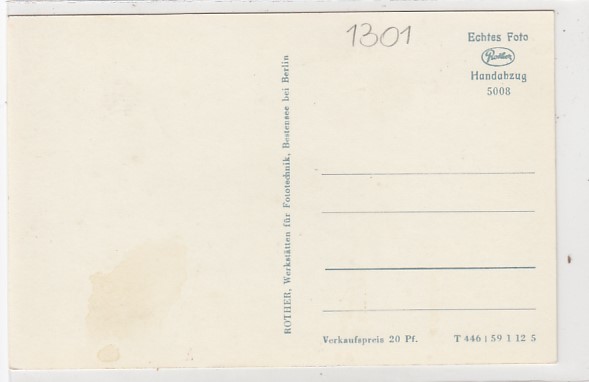 1301
Echtes Foto
Rother
Handabzug
5008
ROTHER, Werkstätten für Fototechnik, Bestensee bei Berlin
Verkaufspreis 20 Pf.
T 446 | 59 1 12 5